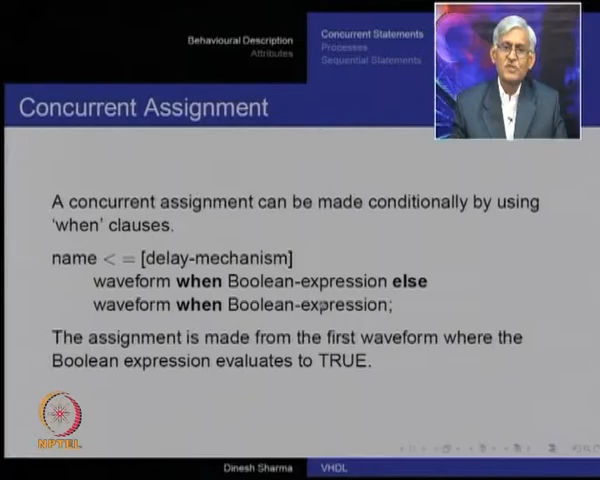 Behavioural Description
Attributes
Concurrent Statements
Processes
Sequential Statements
Concurrent Assignment
A concurrent assignment can be made conditionally by using
‘when’ clauses.
name < = [delay-mechanism]
waveform when Boolean-expression else
waveform when Boolean-expression;
The assignment is made from the first waveform where the
Boolean expression evaluates to TRUE.
NPTEL
Dinesh Sharma
VHDL